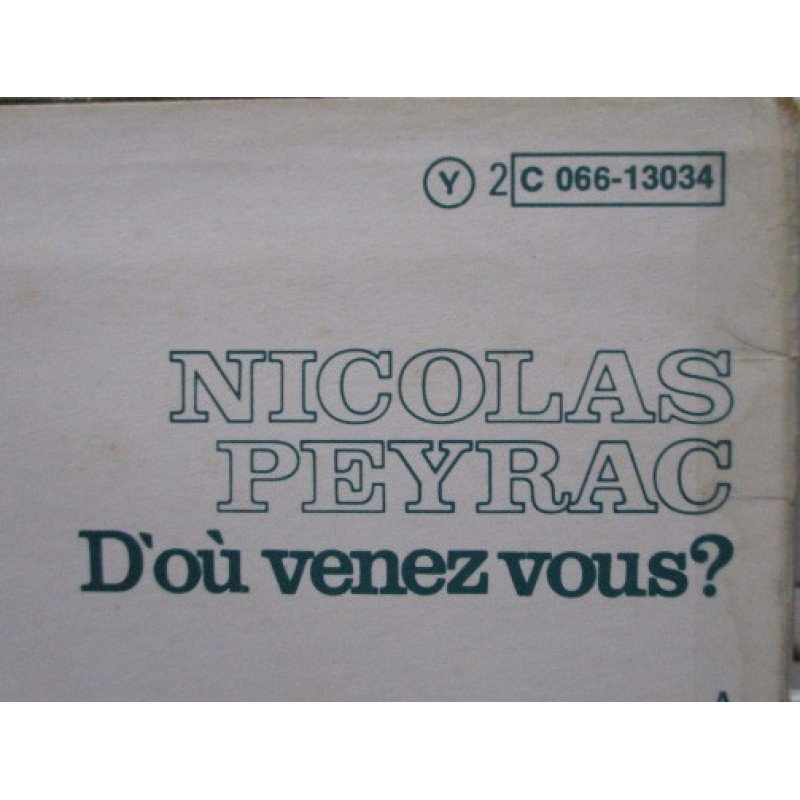 Y 2 C 066-13034
NICOLAS
PEYRAC
D'où venez vous?
A